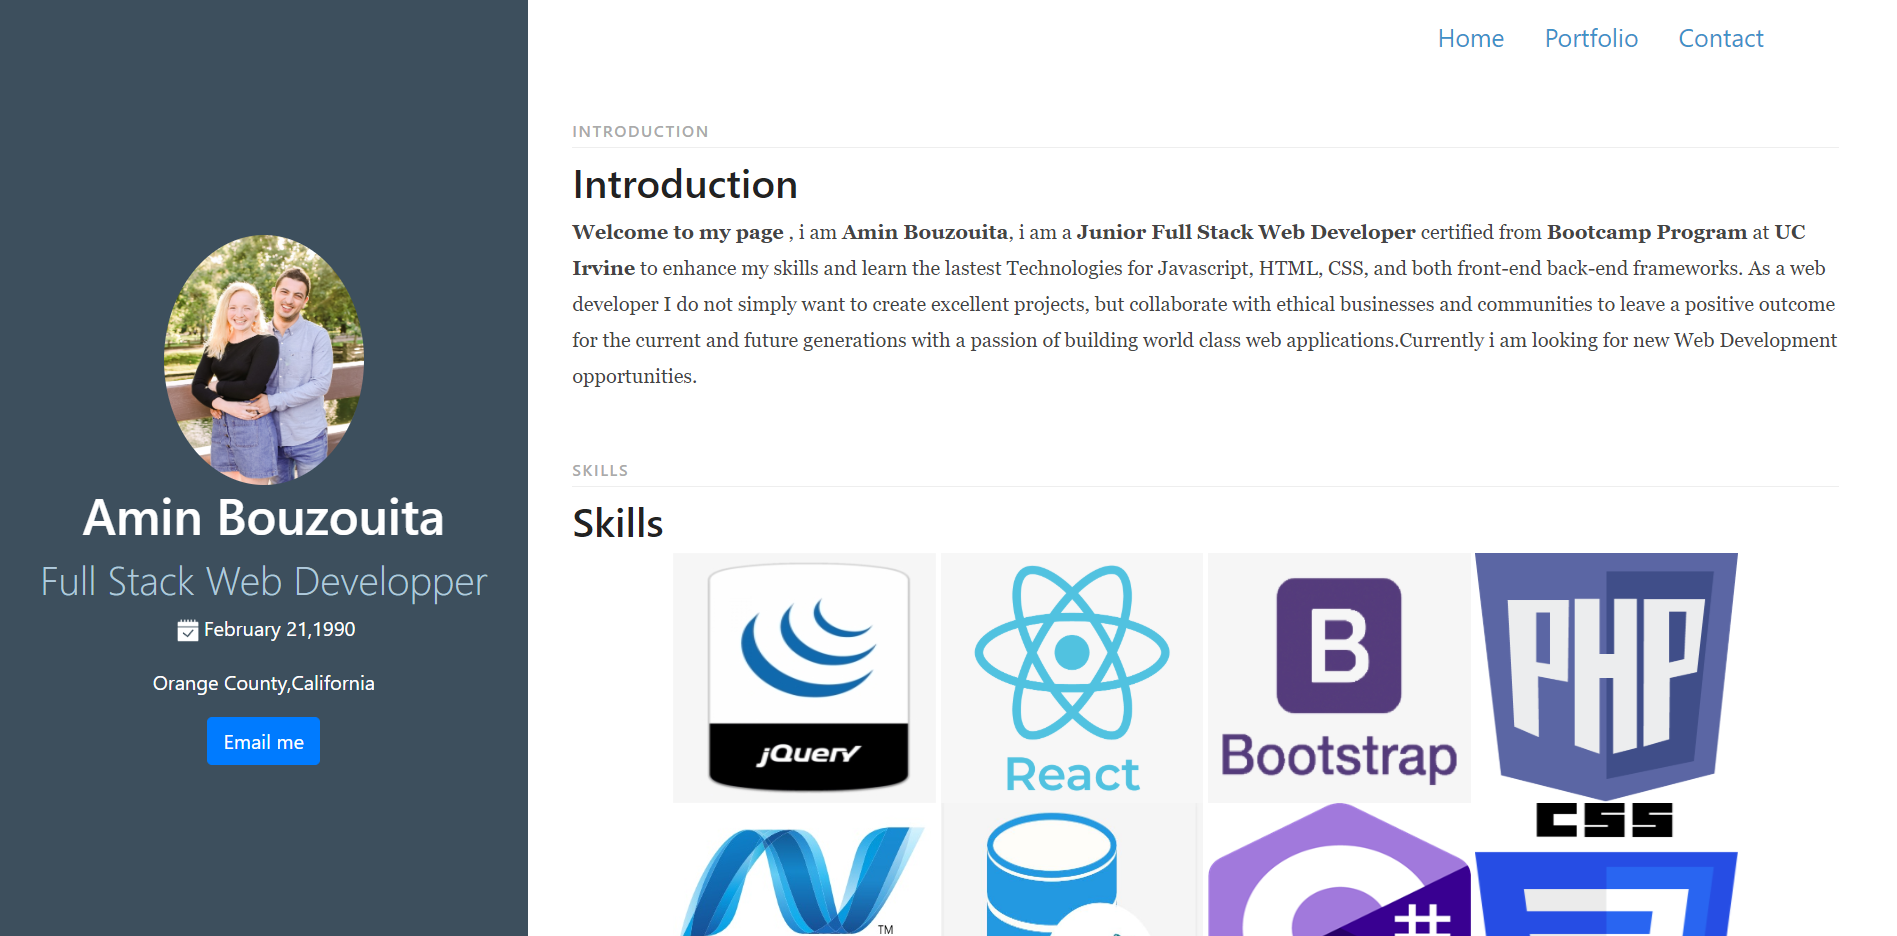 Home Portfolio Contact
Amin Bouzouita
Full Stack Web Developper
February 21,1990
Orange County,California
Email me
INTRODUCTION
Introduction
Welcome to my page , i am Amin Bouzouita, i am a Junior Full Stack Web Developer certified from Bootcamp Program at UC
Irvine to enhance my skills and learn the lastest Technologies for Javascript, HTML, CSS, and both front-end back-end frameworks. As a web
developer I do not simply want to create excellent projects, but collaborate with ethical businesses and communities to leave a positive outcome
for the current and future generations with a passion of building world class web applications.Currently i am looking for new Web Development
opportunities.
SKILLS
Skills
jQuery
React
B
Bootstrap
PHP
TM
C#
CSS